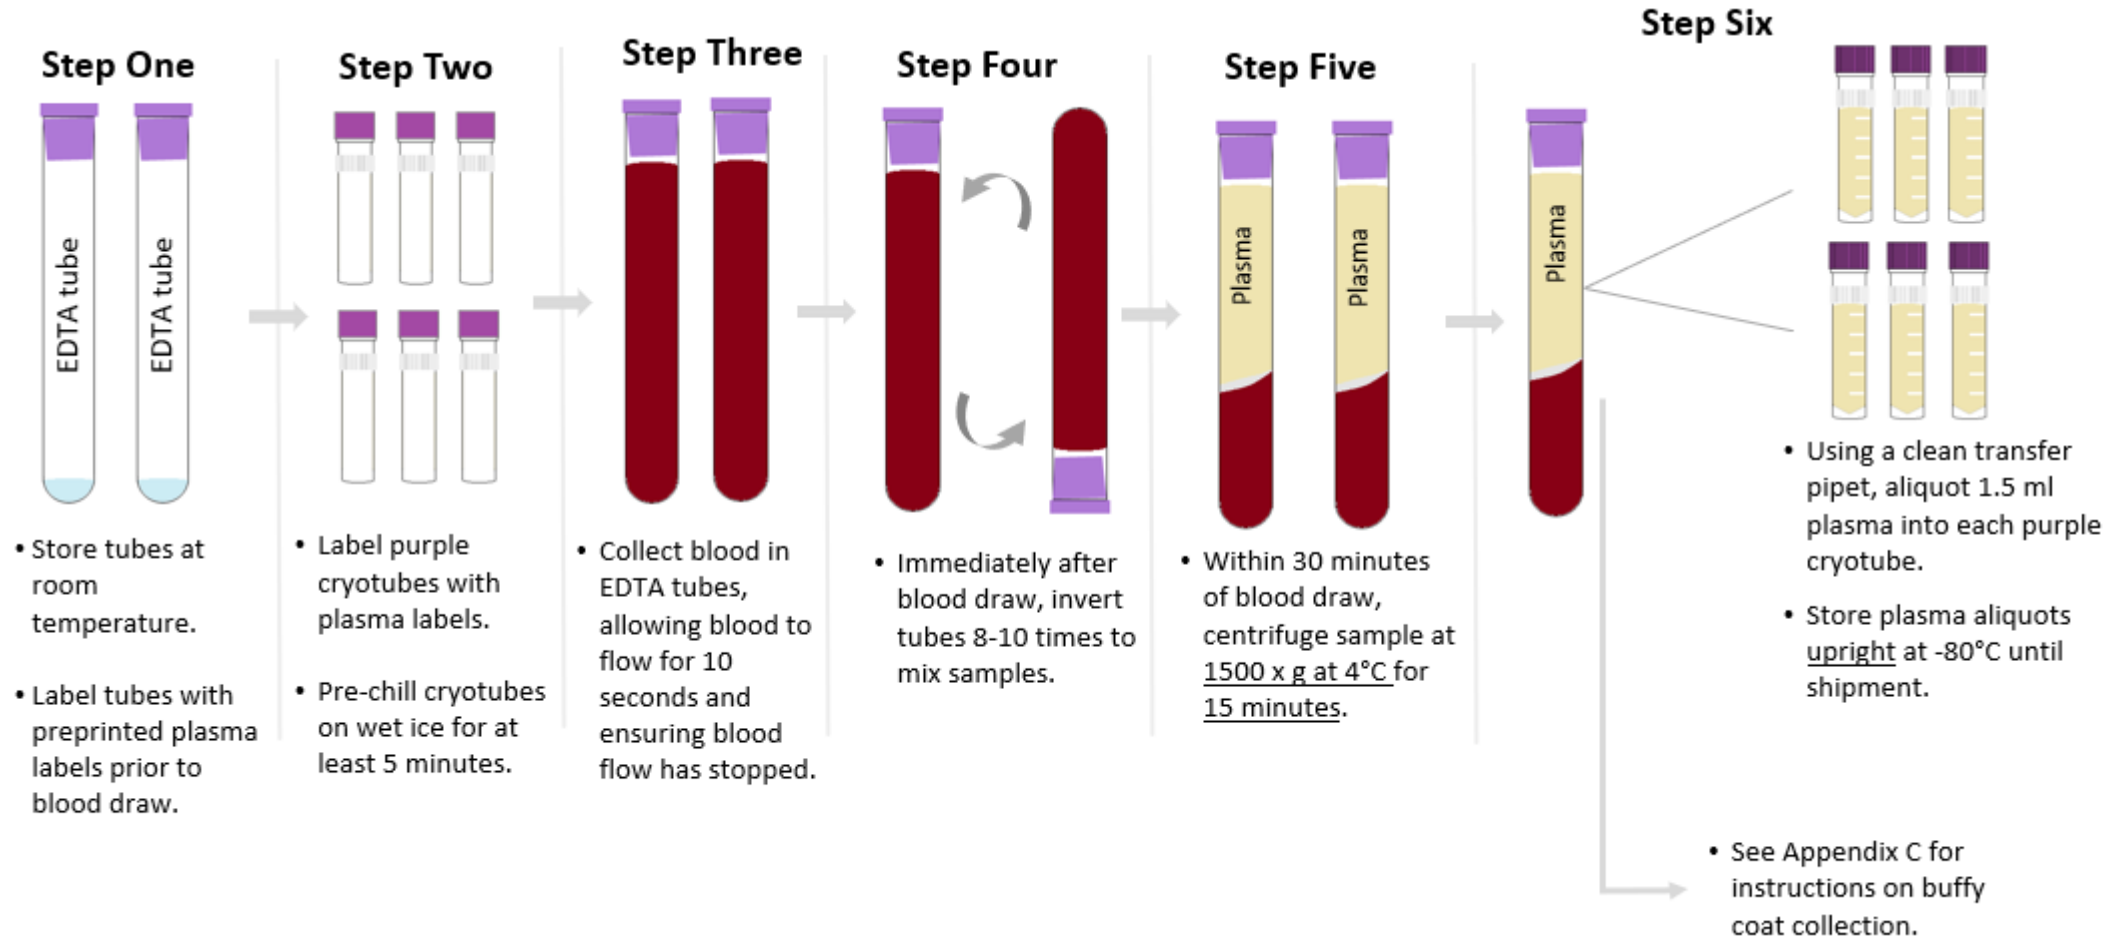 Step One
EDTA tube
EDTA tube
• Store tubes at
room
temperature.
• Label tubes with
preprinted plasma
labels prior to
blood draw.
Step Two
• Label purple
cryotubes with
plasma labels.
• Pre-chill cryotubes
on wet ice for at
least 5 minutes.
Step Three
• Collect blood in
EDTA tubes,
allowing blood to
flow for 10
seconds and
ensuring blood
flow has stopped.
Step Four
• Immediately after
blood draw, invert
tubes 8-10 times to
mix samples.
Step Five
Plasma
Plasma
• Within 30 minutes
of blood draw,
centrifuge sample at
1500 x g at 4°C for
15 minutes.
Step Six
Plasma
• Using a clean transfer
pipet, aliquot 1.5 ml
plasma into each purple
cryotube.
• Store plasma aliquots
upright at -80°C until
shipment.
• See Appendix C for
instructions on buffy
coat collection.